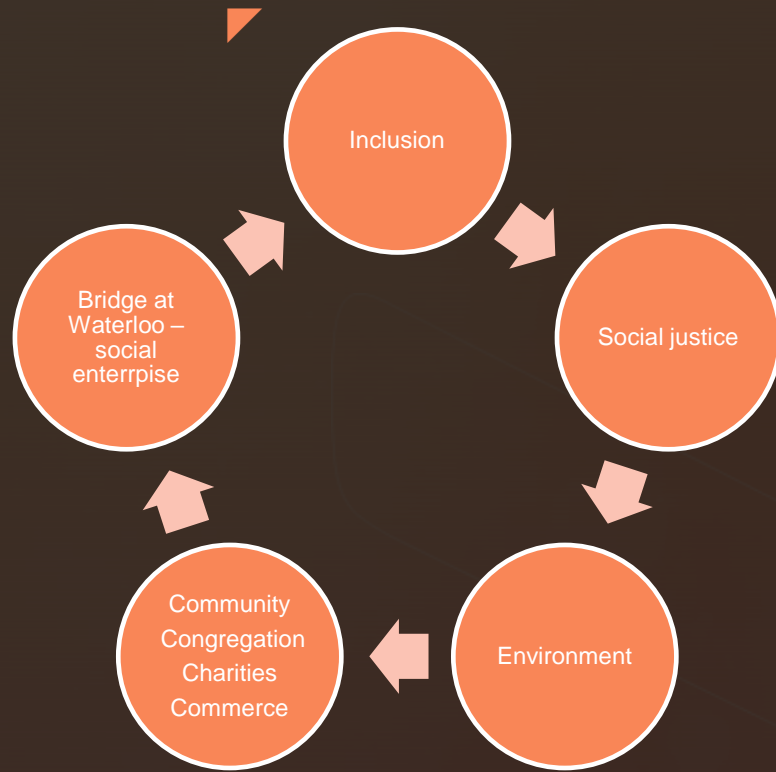 Inclusion
Social justice
Environment
Community
Congregation
Charities
Commerce
Bridge at
Waterloo –
social
enterrpise